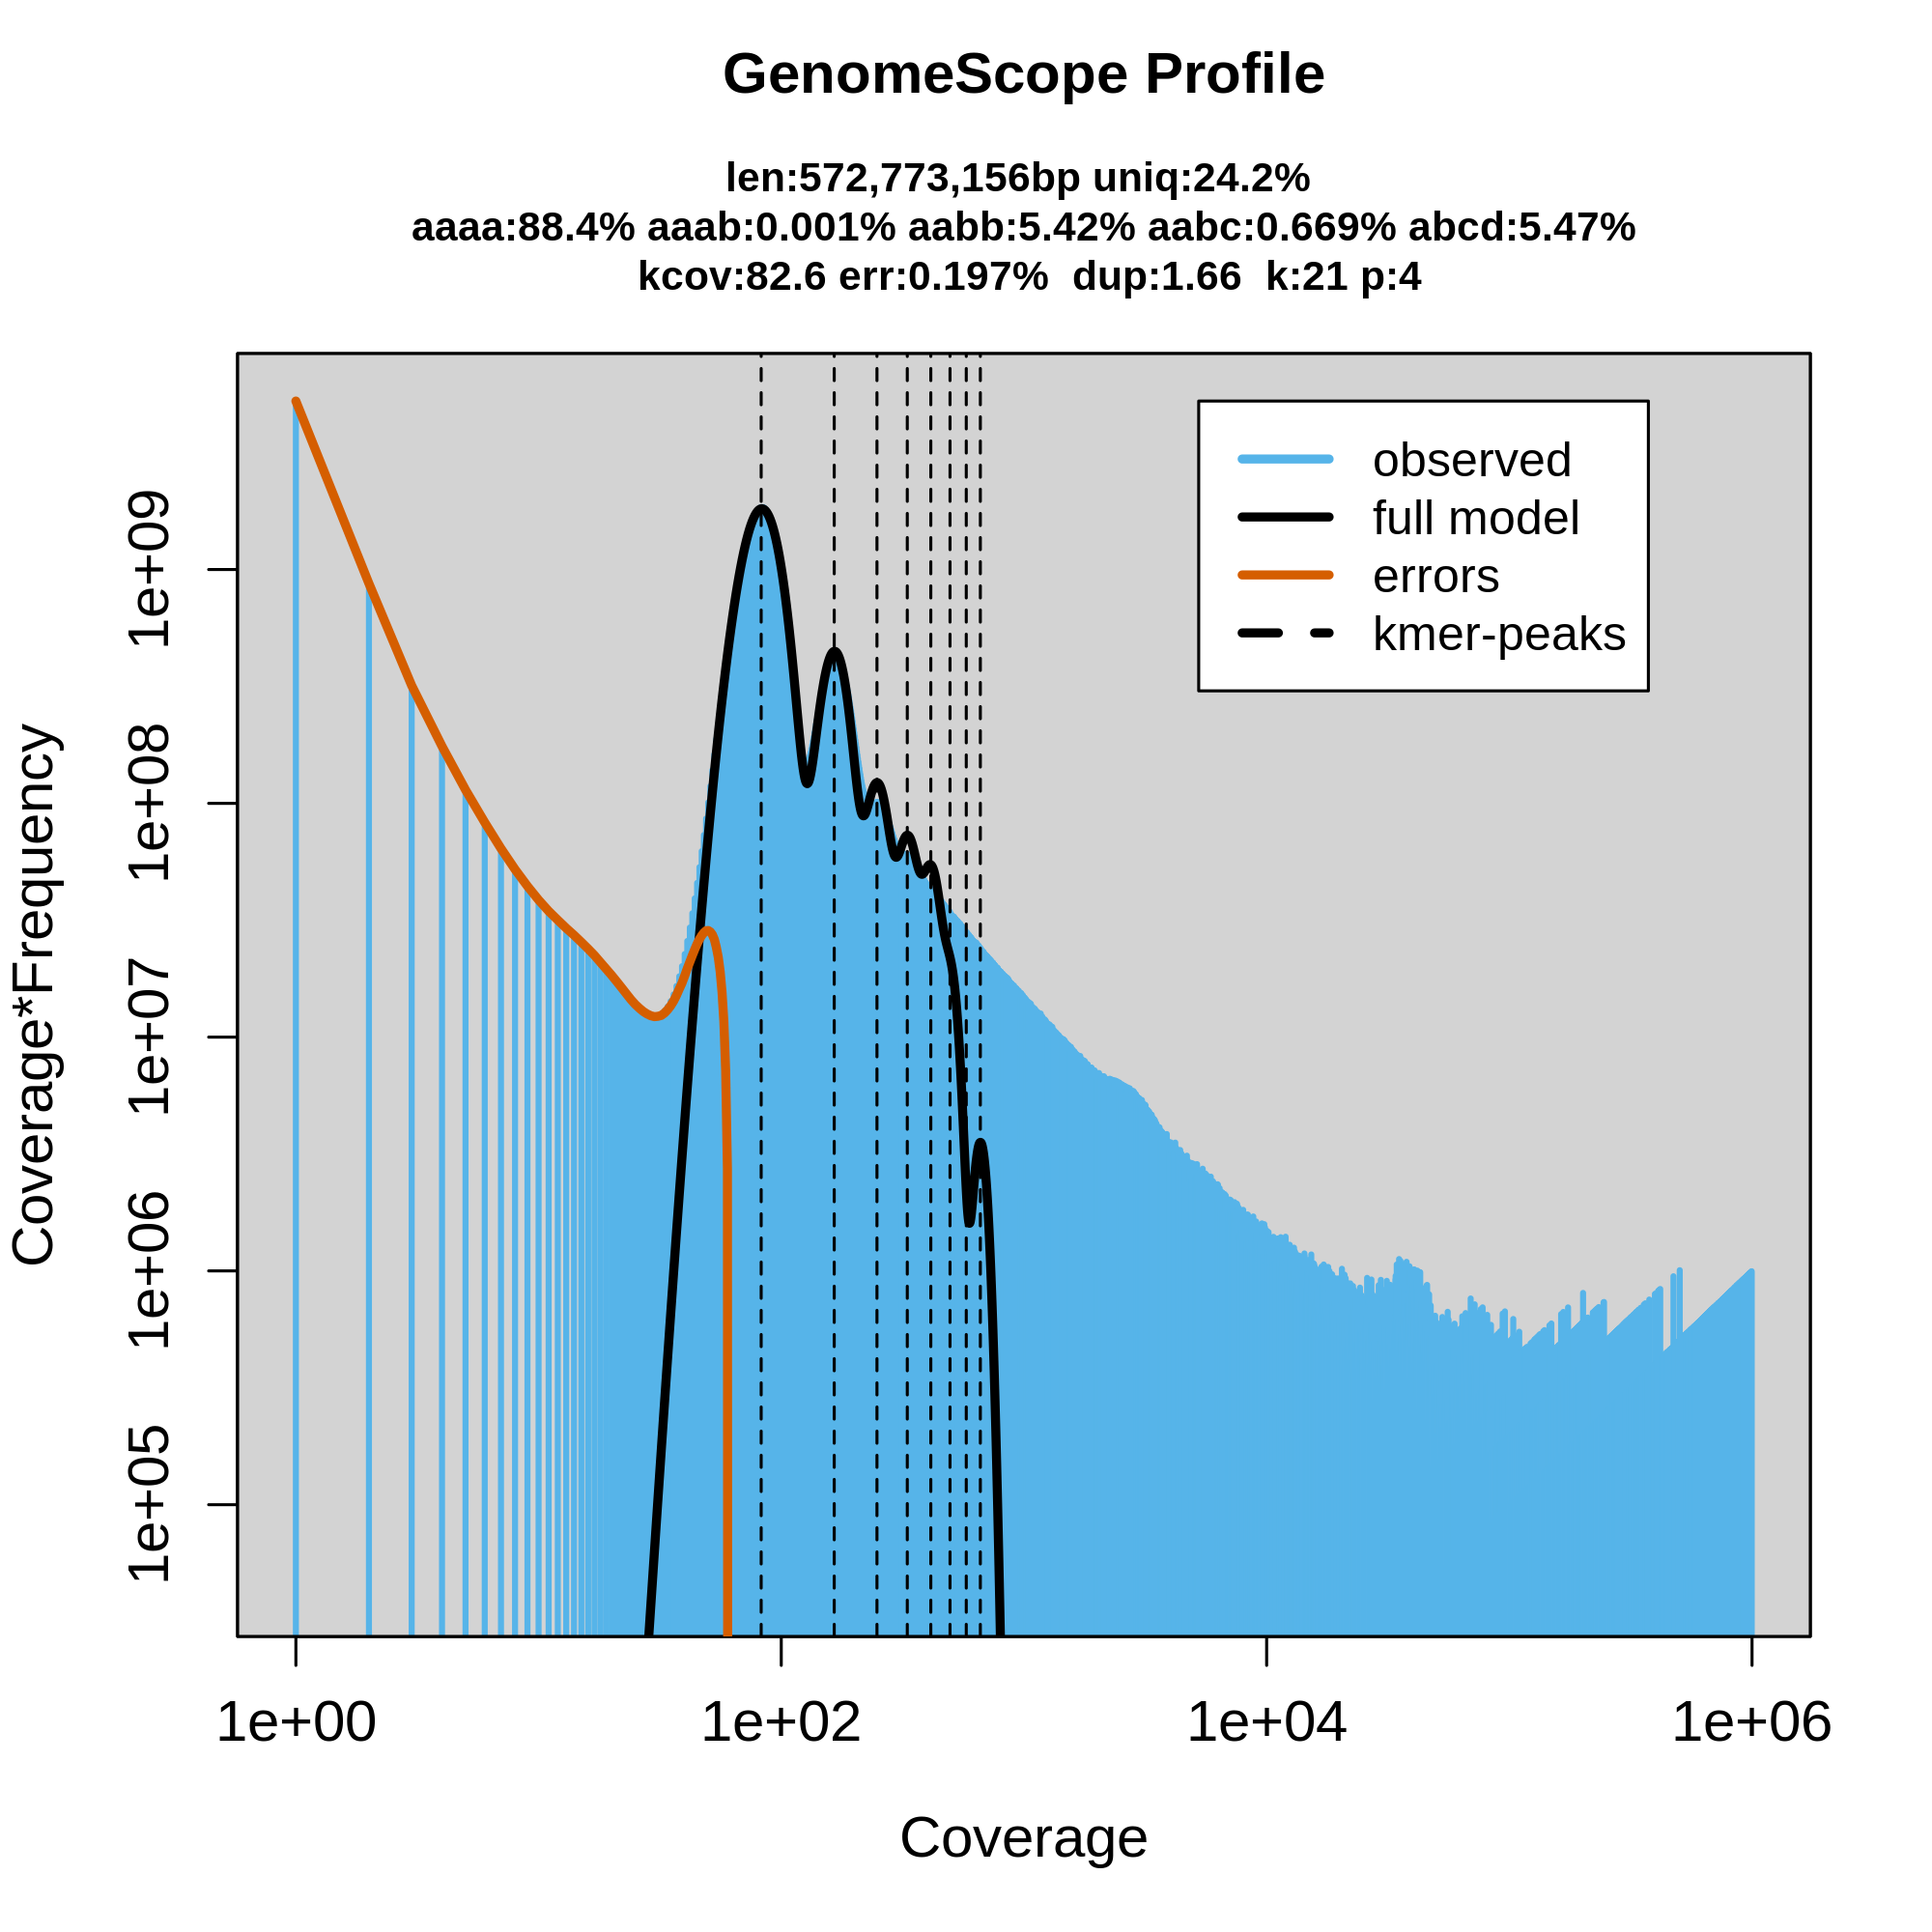 GenomeScope Profile
len:572,773,156bp uniq:24.2%
aaaa:88.4% aaab:0.001% aabb:5.42% aabc:0.669% abcd:5.47%
kcov:82.6 err:0.197%  dup:1.66  k:21 p:4
observed
full model
errors
kmer-peaks
Coverage*Frequency
1e+09
1e+08
1e+07
1e+06
1e+05
1e+00
1e+02
1e+04
1e+06
Coverage